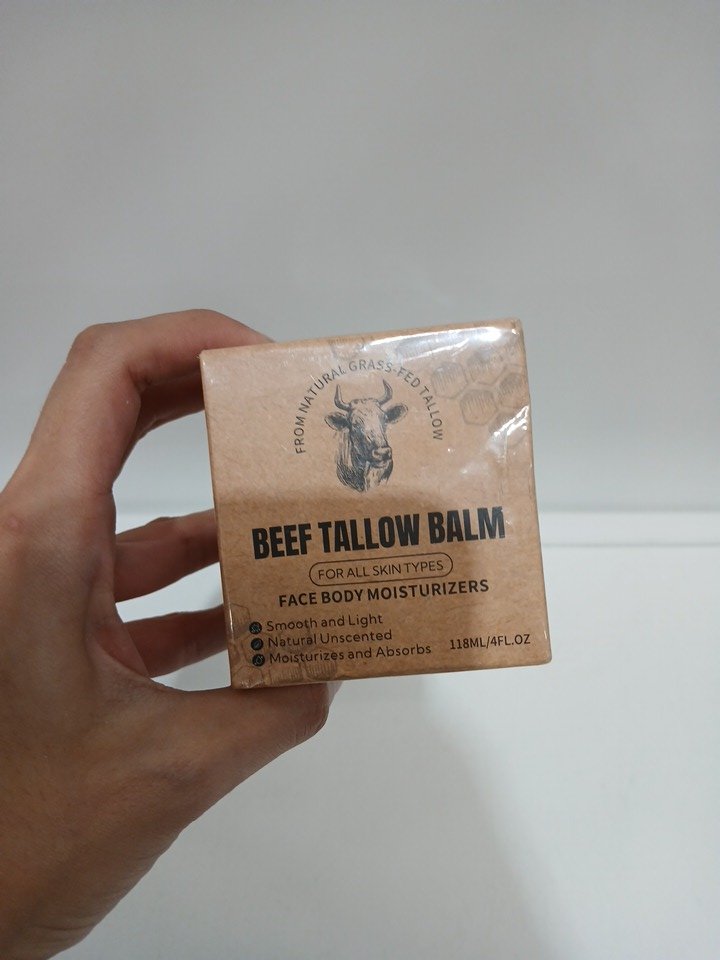 FROM NATURAL GRASS-FED TALLOW
BEEF TALLOW BALM
FOR ALL SKIN TYPES
FACE BODY MOISTURIZERS
Smooth and Light
Natural Unscented
Moisturizes and Absorbs
118ML/4FL.OZ